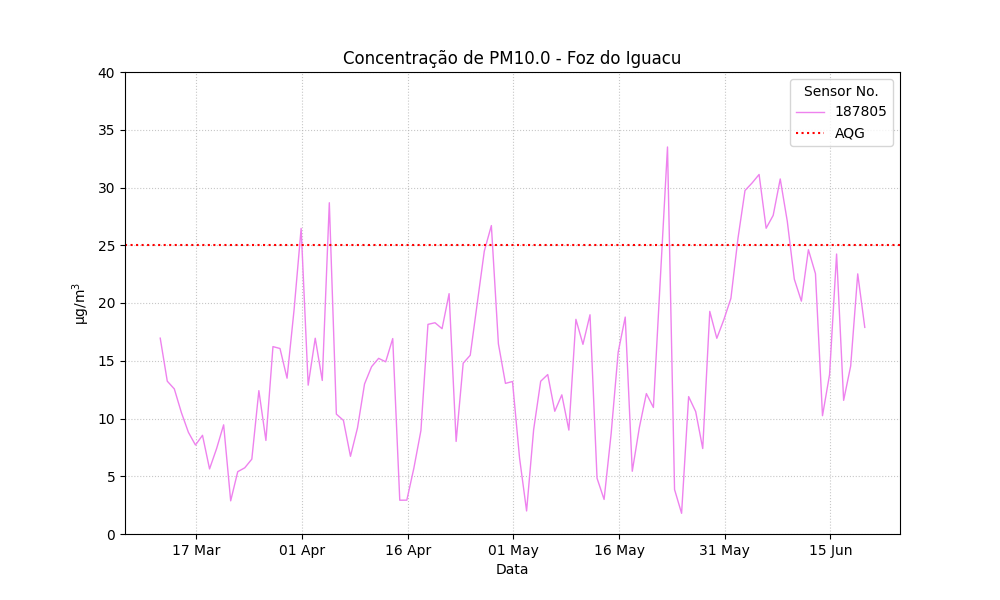 Concentração de PM10.0 - Foz do Iguacu
40
35
30
25
20
15
10
5
0
µg/m³
Sensor No.
187805
AQG
17 Mar
01 Apr
16 Apr
01 May
16 May
31 May
15 Jun
Data